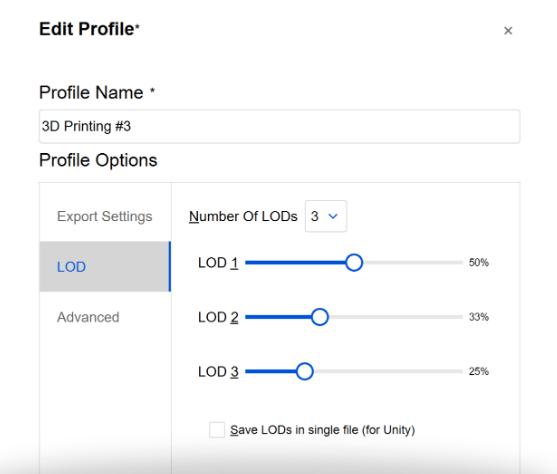 Edit Profile*
×
Profile Name *
3D Printing #3
Profile Options
Export Settings
LOD
Advanced
Number Of LODs 3
LOD 1 50%
LOD 2 33%
LOD 3 25%
Save LODs in single file (for Unity)